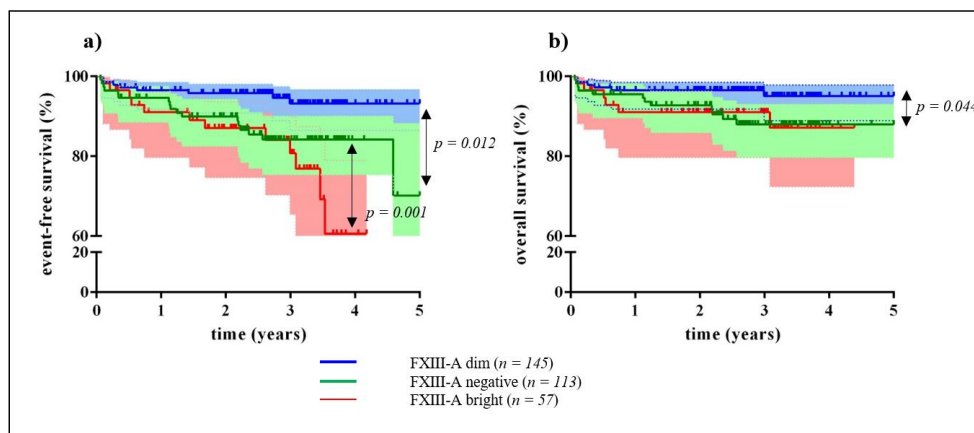 a)
event-free survival (%)
100
80
60
20
0
0 1 2 3 4 5
time (years)
p = 0.012
p = 0.001
b)
overall survival (%)
100
80
60
20
0
0 1 2 3 4 5
time (years)
p = 0.044
FXIII-A dim (n = 145)
FXIII-A negative (n = 113)
FXIII-A bright (n = 57)